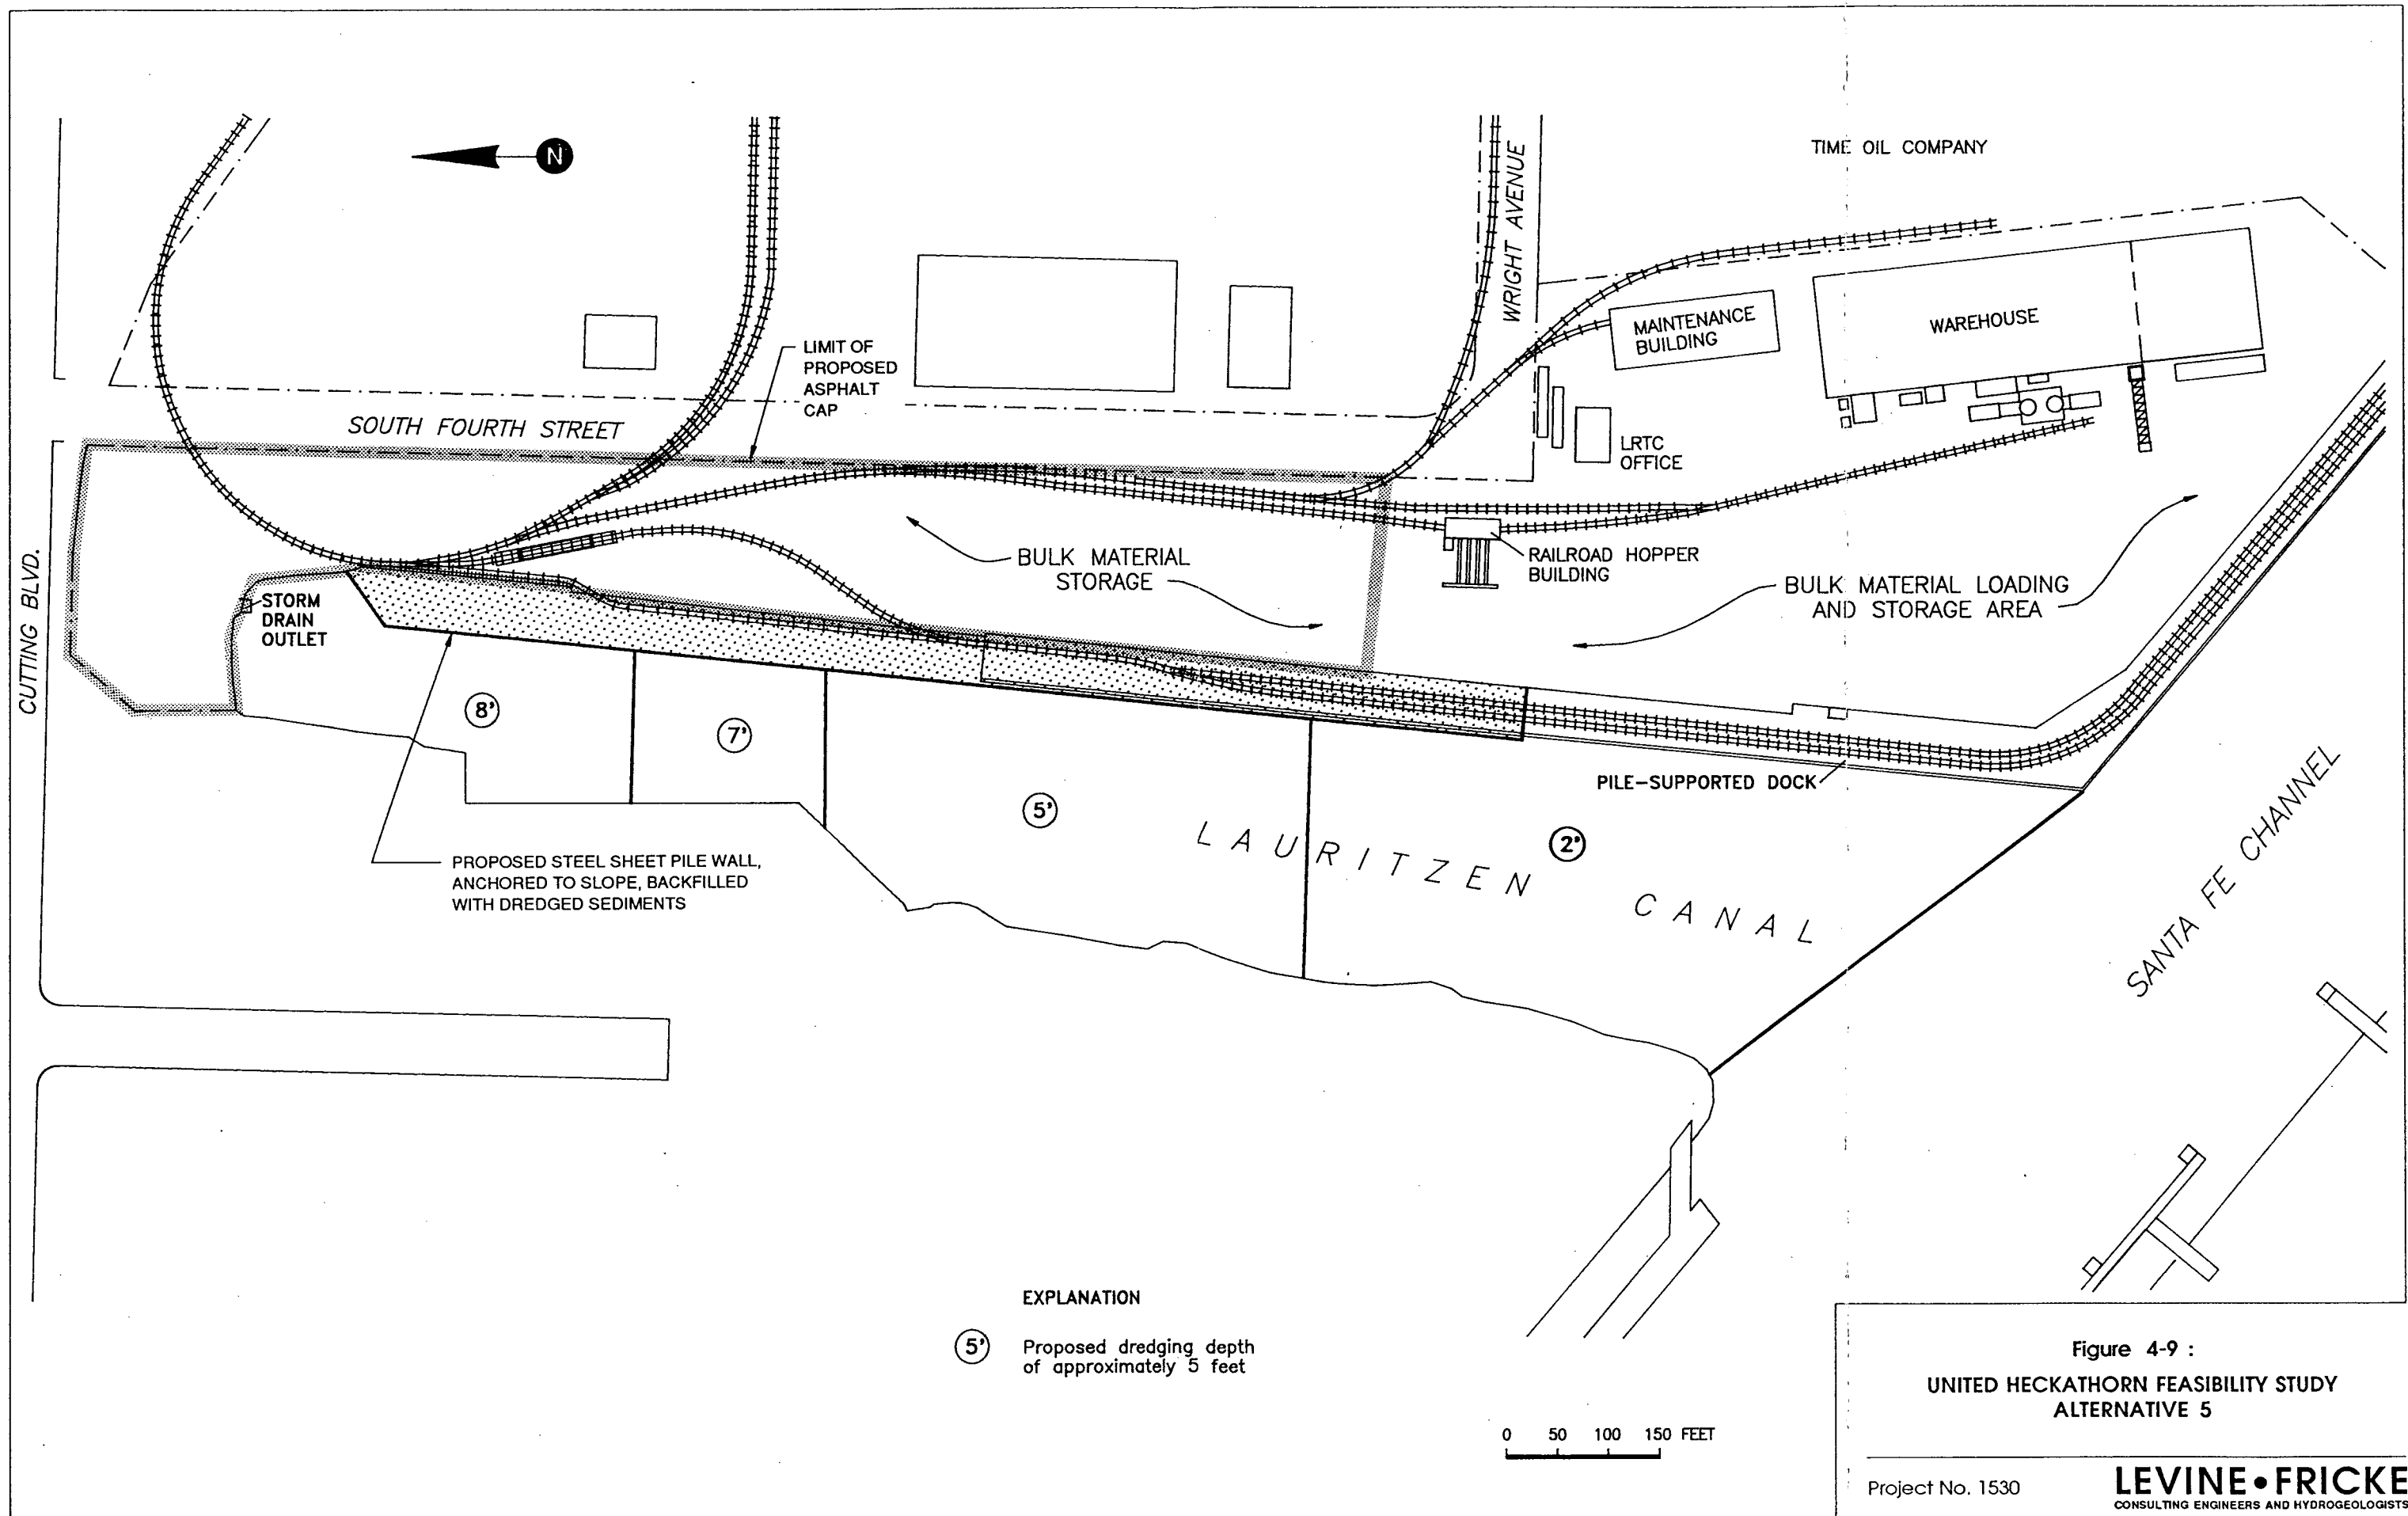 N
TIME OIL COMPANY
WRIGHT AVENUE
MAINTENANCE
BUILDING
WAREHOUSE
LIMIT OF
PROPOSED
ASPHALT
CAP
SOUTH FOURTH STREET
LRTC
OFFICE
CUTTING BLVD.
BULK MATERIAL
STORAGE
RAILROAD HOPPER
BUILDING
BULK MATERIAL LOADING
AND STORAGE AREA
STORM
DRAIN
OUTLET
8'
7'
5'
2'
PILE-SUPPORTED DOCK
LAURITZEN CANAL
SANTA FE CHANNEL
PROPOSED STEEL SHEET PILE WALL,
ANCHORED TO SLOPE, BACKFILLED
WITH DREDGED SEDIMENTS
EXPLANATION
5' Proposed dredging depth
of approximately 5 feet
0 50 100 150 FEET
Figure 4-9 :
UNITED HECKATHORN FEASIBILITY STUDY
ALTERNATIVE 5
Project No. 1530
LEVINE•FRICKE
CONSULTING ENGINEERS AND HYDROGEOLOGISTS